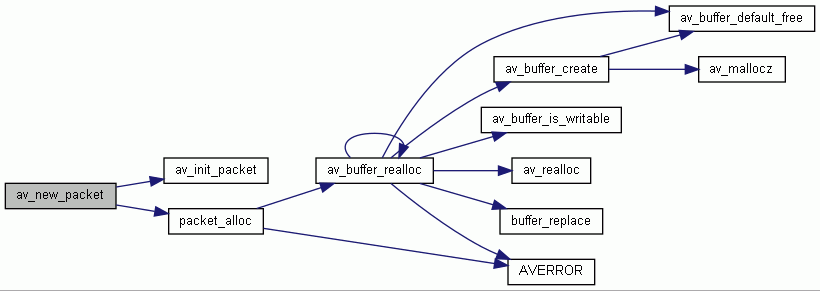 av_buffer_default_free
av_buffer_create
av_mallocz
av_buffer_is_writable
av_init_packet
av_buffer_realloc
av_realloc
av_new_packet
packet_alloc
buffer_replace
AVERROR